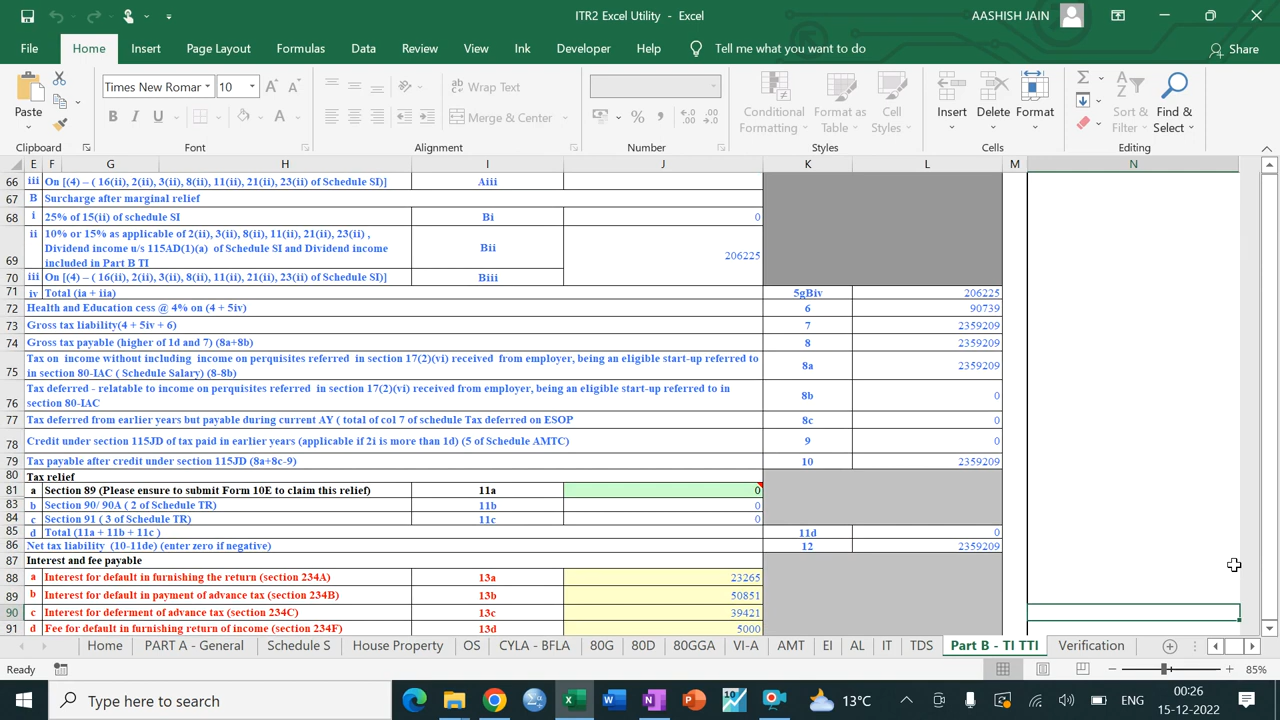 ITR2 Excel Utility - Excel
AASHISH JAIN
File Home Insert Page Layout Formulas Data Review View Ink Developer Help Tell me what you want to do Share
Paste
Times New Romar 10
B I U A
Wrap Text
Merge & Center
% ,
Conditional Formatting
Format as Table
Cell Styles
Insert Delete Format
Sort & Filter
Find & Select
Clipboard Font Alignment Number Styles Cells Editing
E F G H I J K L M N
66 iii On [(4) – ( 16(ii), 2(ii), 3(ii), 8(ii), 11(ii), 21(ii), 23(ii) of Schedule SI)] Aiii
67 B Surcharge after marginal relief
68 i 25% of 15(ii) of schedule SI Bi 0
ii 10% or 15% as applicable of 2(ii), 3(ii), 8(ii), 11(ii), 21(ii), 23(ii) ,
Dividend income u/s 115AD(1)(a) of Schedule SI and Dividend income Bii
69 included in Part B TI 206225
70 iii On [(4) – ( 16(ii), 2(ii), 3(ii), 8(ii), 11(ii), 21(ii), 23(ii) of Schedule SI)] Biii
71 iv Total (ia + iia) 5gBiv 206225
72 Health and Education cess @ 4% on (4 + 5iv) 6 90739
73 Gross tax liability(4 + 5iv + 6) 7 2359209
74 Gross tax payable (higher of 1d and 7) (8a+8b) 8 2359209
Tax on income without including income on perquisites referred in section 17(2)(vi) received from employer, being an eligible start-up referred to
75 in section 80-IAC ( Schedule Salary) (8-8b) 8a 2359209
Tax deferred - relatable to income on perquisites referred in section 17(2)(vi) received from employer, being an eligible start-up referred to in
76 section 80-IAC 8b 0
77 Tax deferred from earlier years but payable during current AY ( total of col 7 of schedule Tax deferred on ESOP 8c 0
78 Credit under section 115JD of tax paid in earlier years (applicable if 2i is more than 1d) (5 of Schedule AMTC) 9 0
79 Tax payable after credit under section 115JD (8a+8c-9) 10 2359209
80 Tax relief
81 a Section 89 (Please ensure to submit Form 10E to claim this relief) 11a 0
83 b Section 90/ 90A ( 2 of Schedule TR) 11b 0
84 c Section 91 ( 3 of Schedule TR) 11c 0
85 d Total (11a + 11b + 11c ) 11d 0
86 Net tax liability (10-11de) (enter zero if negative) 12 2359209
87 Interest and fee payable
88 a Interest for default in furnishing the return (section 234A) 13a 23265
89 b Interest for default in payment of advance tax (section 234B) 13b 50851
90 c Interest for deferment of advance tax (section 234C) 13c 39421
91 d Fee for default in furnishing return of income (section 234F) 13d 5000
Home PART A - General Schedule S House Property OS CYLA - BFLA 80G 80D 80GGA VI-A AMT EI AL IT TDS Part B - TI TTI Verification
Ready 85%
Type here to search
10
13°C
ENG
00:26
15-12-2022